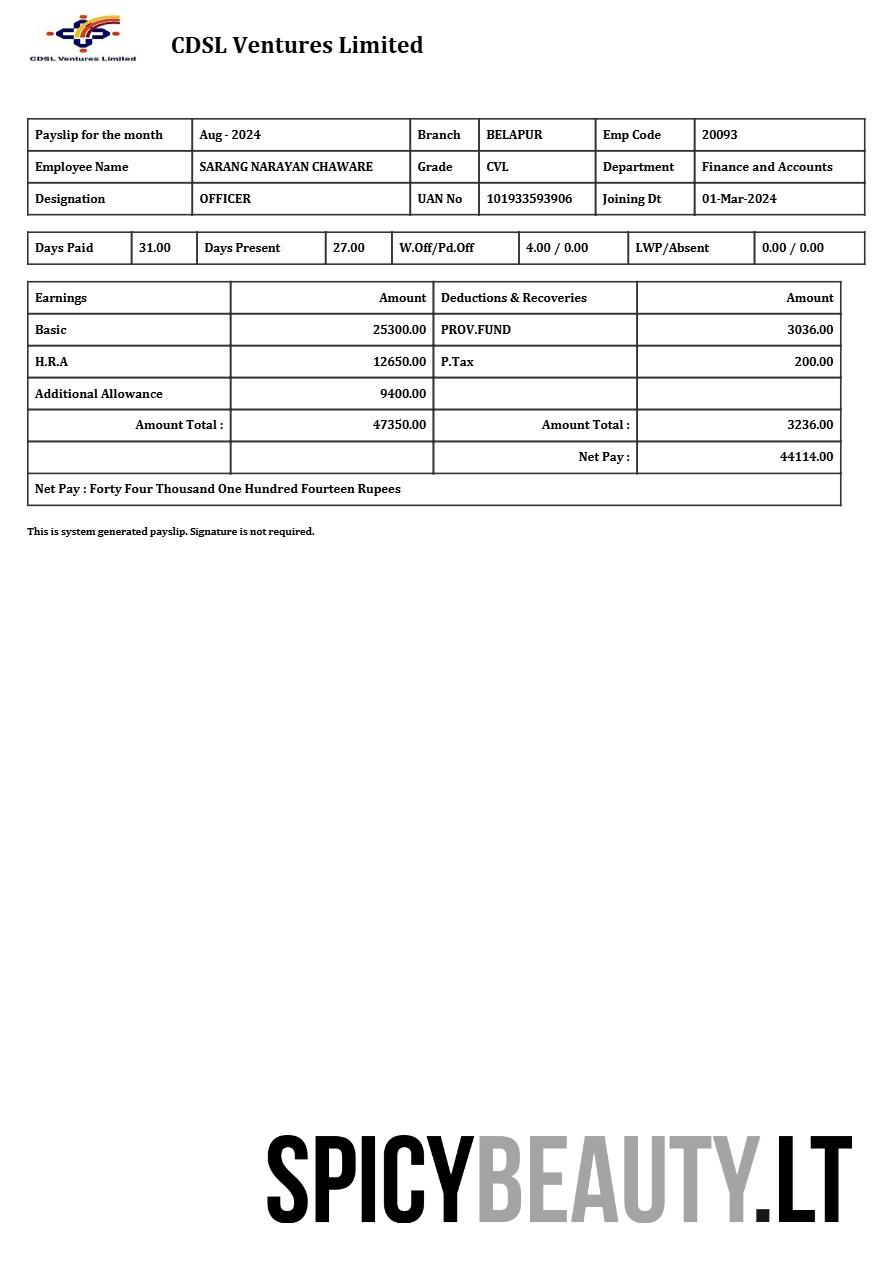 CDSL Ventures Limited
CDSL Ventures Limited
Payslip for the month Aug - 2024 Branch BELAPUR Emp Code 20093
Employee Name SARANG NARAYAN CHAWARE Grade CVL Department Finance and Accounts
Designation OFFICER UAN No 101933593906 Joining Dt 01-Mar-2024
Days Paid 31.00 Days Present 27.00 W.Off/Pd.Off 4.00 / 0.00 LWP/Absent 0.00 / 0.00
Earnings Amount Deductions & Recoveries Amount
Basic 25300.00 PROV.FUND 3036.00
H.R.A 12650.00 P.Tax 200.00
Additional Allowance 9400.00
Amount Total : 47350.00 Amount Total : 3236.00
Net Pay : 44114.00
Net Pay : Forty Four Thousand One Hundred Fourteen Rupees
This is system generated payslip. Signature is not required.
SPICYBEAUTY.LT